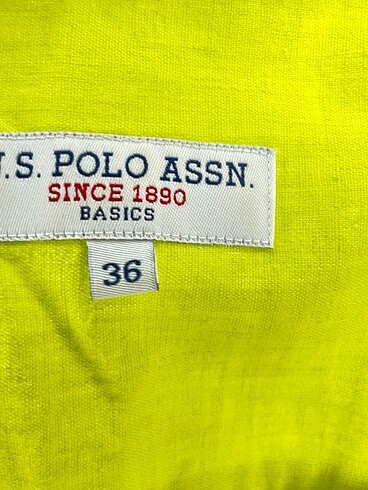 U.S. POLO ASSN.
SINCE 1890
BASICS
36